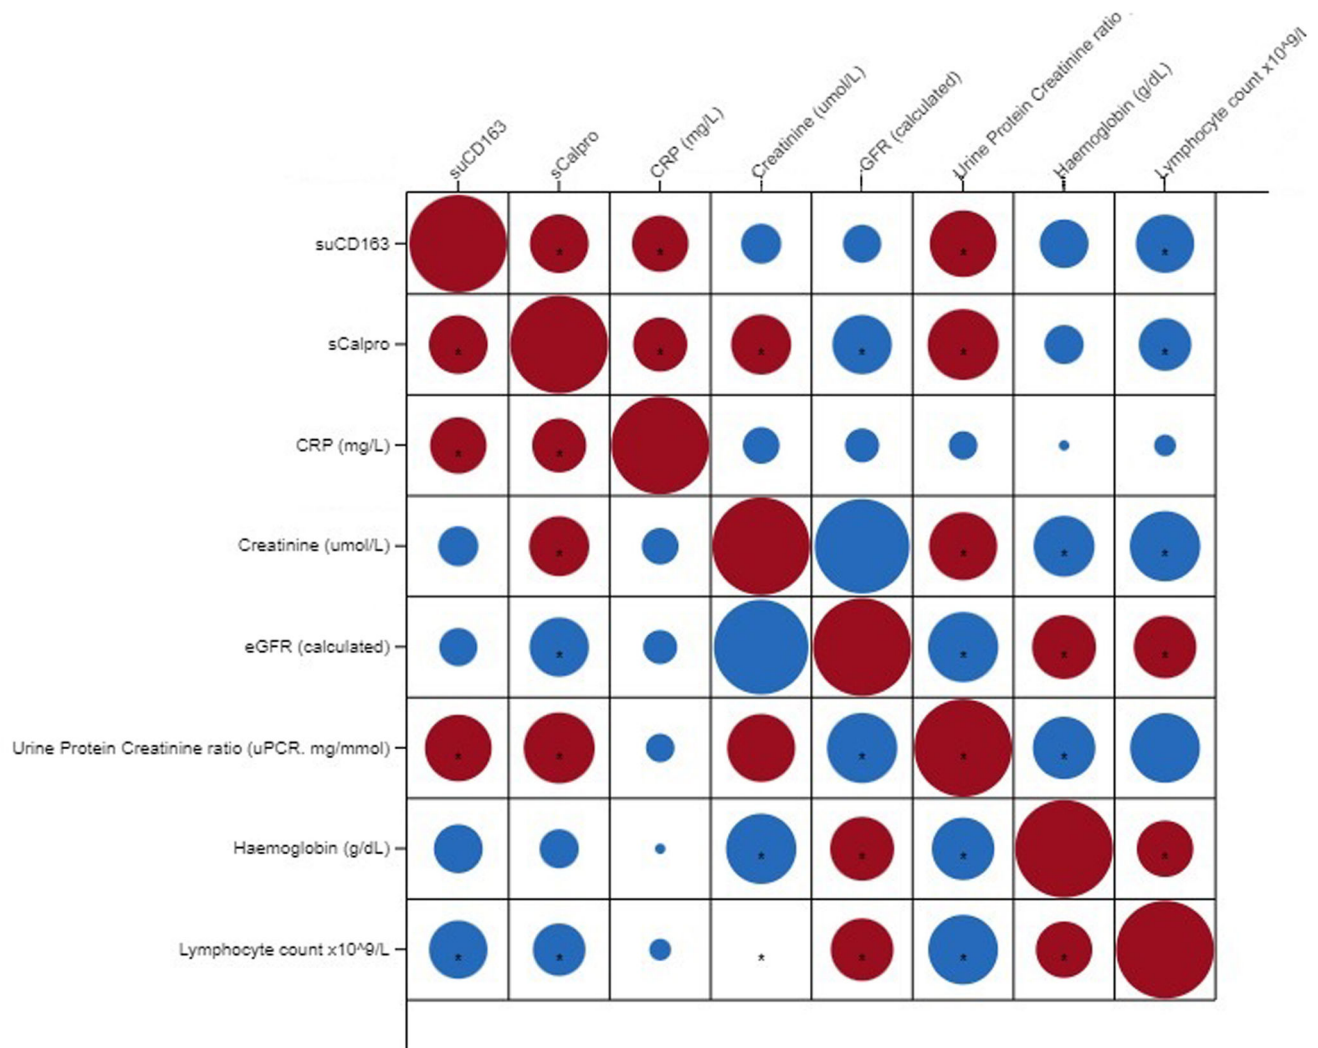 suCD163
sCalpro
CRP (mg/L)
Creatinine (umol/L)
GFR (calculated)
Urine Protein Creatinine ratio
Haemoglobin (g/dL)
Lymphocyte count x10^9/l
suCD163
* * * *
sCalpro
* * * * * *
CRP (mg/L)
* *
Creatinine (umol/L)
* * * *
eGFR (calculated)
* * * *
Urine Protein Creatinine ratio (uPCR. mg/mmol)
* * * * *
Haemoglobin (g/dL)
* * * *
Lymphocyte count x10^9/L
* * * * * *